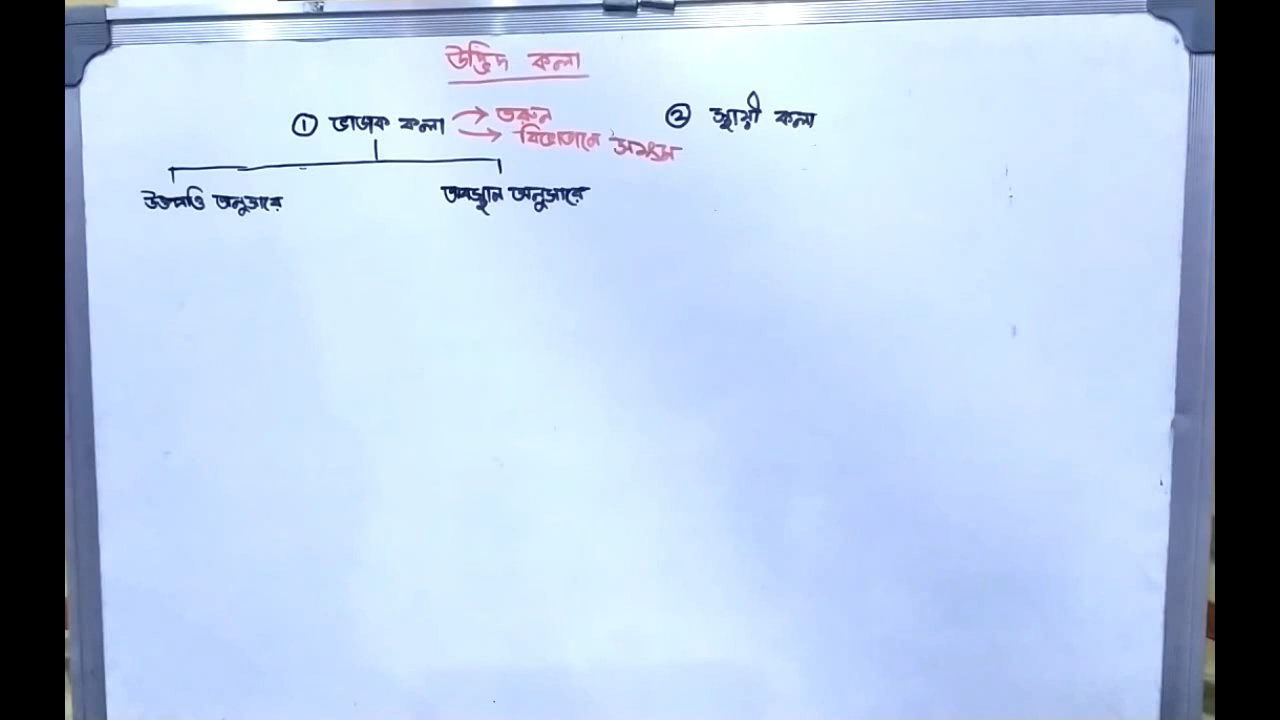 উদ্ভিদ কলা
① ভাজক কলা → তরুন
→ বিভাজনে সক্ষম
② স্থায়ী কলা
উৎপত্তি অনুসারে
অবস্থান অনুসারে